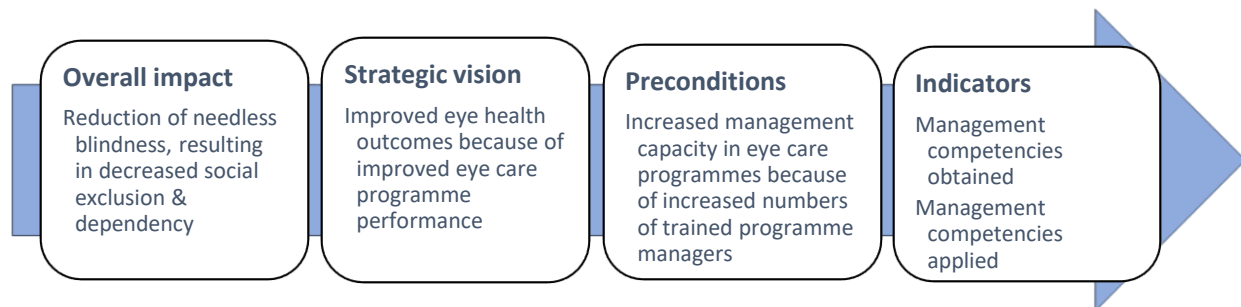 Overall impact
Reduction of needless
blindness, resulting
in decreased social
exclusion &
dependency
Strategic vision
Improved eye health
outcomes because of
improved eye care
programme
performance
Preconditions
Increased management
capacity in eye care
programmes because
of increased numbers
of trained programme
managers
Indicators
Management
competencies
obtained
Management
competencies
applied